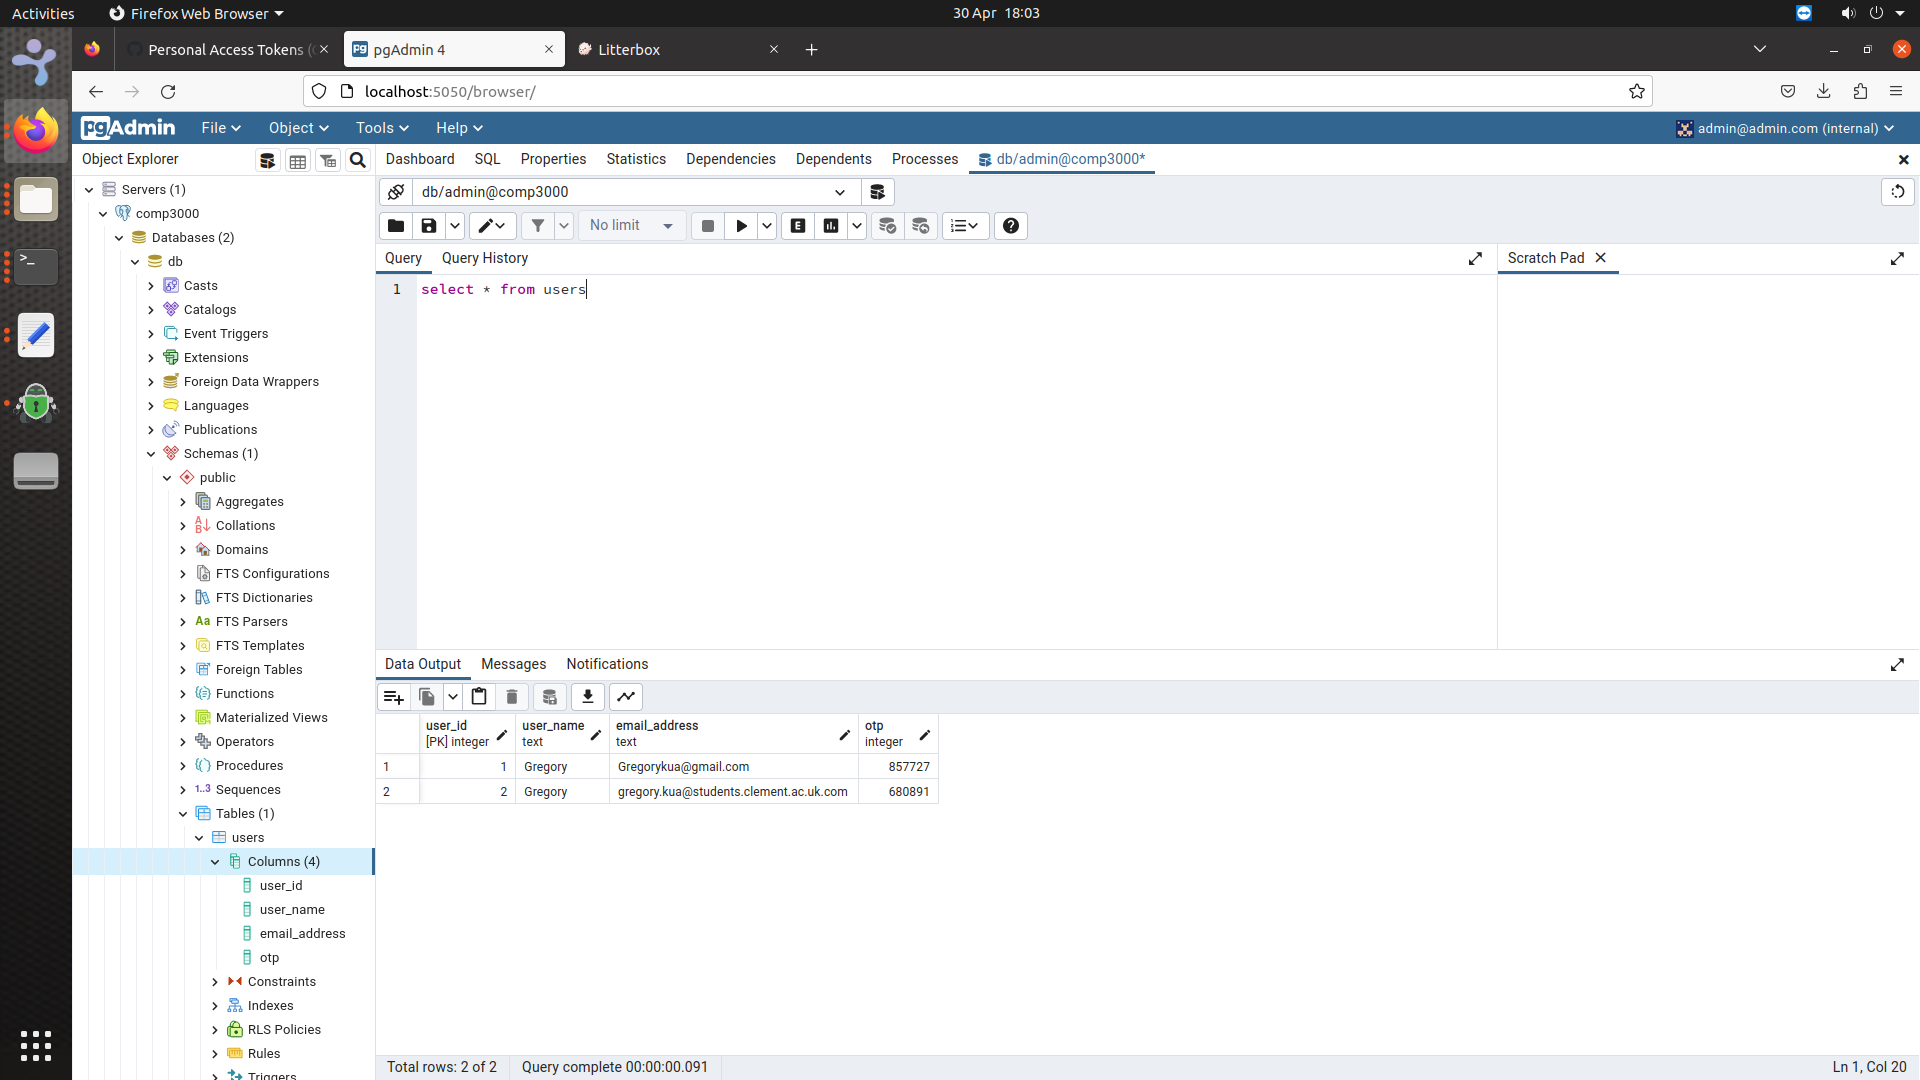 Activities
Firefox Web Browser
30 Apr 18:03
Personal Access Tokens (
pgAdmin 4
Litterbox
localhost:5050/browser/
pgAdmin
File
Object
Tools
Help
admin@admin.com (internal)
Object Explorer
Dashboard
SQL
Properties
Statistics
Dependencies
Dependents
Processes
db/admin@comp3000*
db/admin@comp3000
No limit
E
Query
Query History
Scratch Pad
1
select * from users
Servers (1)
comp3000
Databases (2)
db
Casts
Catalogs
Event Triggers
Extensions
Foreign Data Wrappers
Languages
Publications
Schemas (1)
public
Aggregates
Collations
Domains
FTS Configurations
FTS Dictionaries
Aa FTS Parsers
FTS Templates
Foreign Tables
Functions
Materialized Views
Operators
Procedures
1..3 Sequences
Tables (1)
users
Columns (4)
user_id
user_name
email_address
otp
Constraints
Indexes
RLS Policies
Rules
Triggers
Data Output
Messages
Notifications
user_id
[PK] integer
user_name
text
email_address
text
otp
integer
1 1 Gregory Gregorykua@gmail.com 857727
2 2 Gregory gregory.kua@students.clement.ac.uk.com 680891
Total rows: 2 of 2
Query complete 00:00:00.091
Ln 1, Col 20